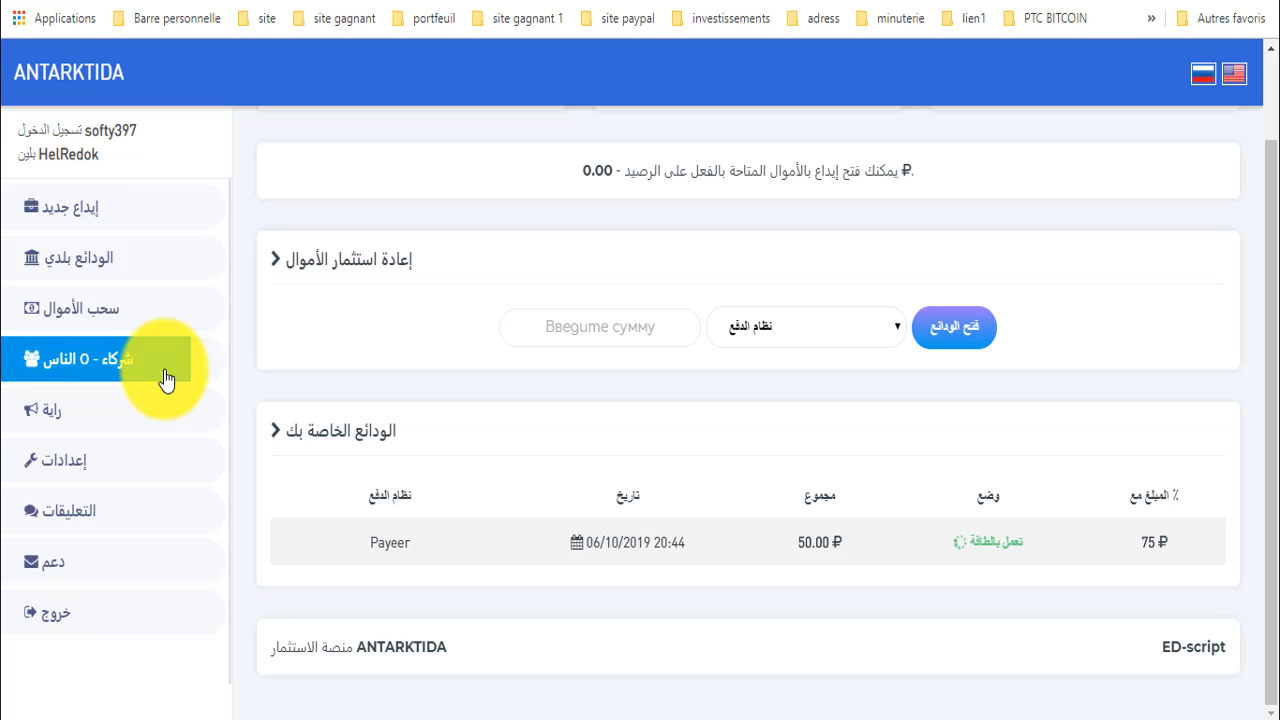 Applications Barre personnelle site site gagnant portfeuil site gagnant 1 site paypal investissements adress minuterie lien1 PTC BITCOIN » Autres favoris
ANTARKTIDA
تسجيل الدخول softy397
بلين HelRedok
إيداع جديد
الودائع بلدي
سحب الأموال
شركاء - 0 الناس
راية
إعدادات
التعليقات
دعم
خروج
يمكنك فتح إيداع بالأموال المتاحة بالفعل على الرصيد - 0.00 ₽.
إعادة استثمار الأموال
Введите сумму
نظام الدفع
فتح الودائع
الودائع الخاصة بك
نظام الدفع تاريخ مجموع وضع المبلغ مع ٪
Payeer 06/10/2019 20:44 50.00 ₽ تعمل بالطاقة 75 ₽
منصة الاستثمار ANTARKTIDA
ED-script